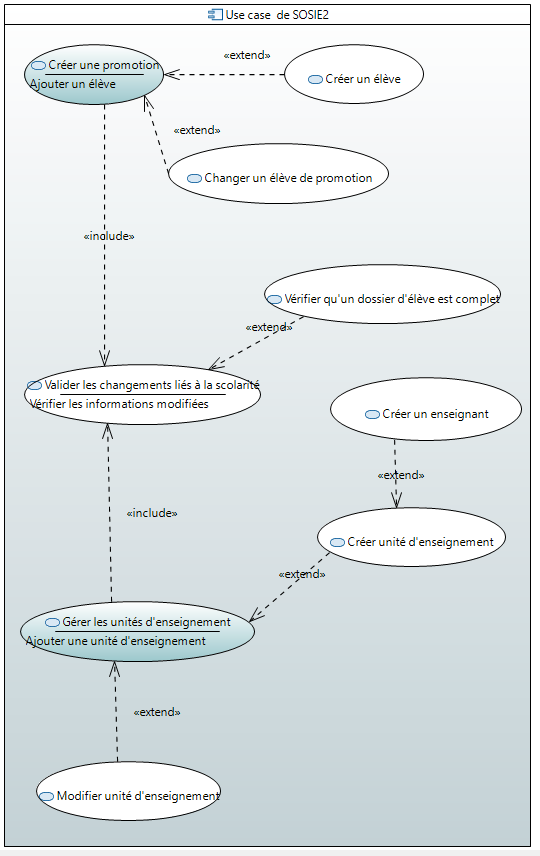 Use case  de SOSIE2
«extend»
Créer une promotion
Ajouter un élève
Créer un élève
«extend»
Changer un élève de promotion
«include»
Vérifier qu'un dossier d'élève est complet
«extend»
Valider les changements liés à la scolarité
Vérifier les informations modifiées
Créer un enseignant
«extend»
«include»
Créer unité d'enseignement
«extend»
Gérer les unités d'enseignement
Ajouter une unité d'enseignement
«extend»
Modifier unité d'enseignement